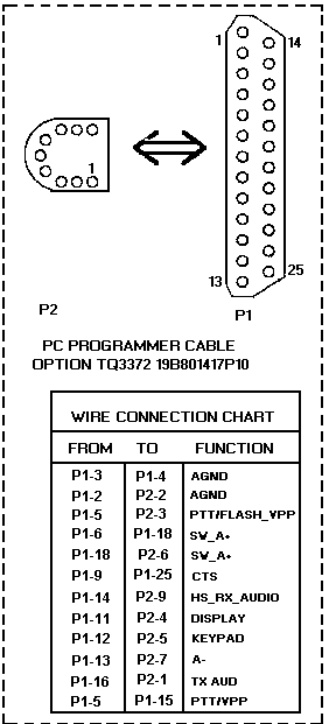 1
14
1
13
25
P2
P1
PC PROGRAMMER CABLE
OPTION TQ3372 19B801417P10
WIRE CONNECTION CHART
FROM TO FUNCTION
P1-3 P1-4 AGND
P1-2 P2-2 AGND
P1-5 P2-3 PTT/FLASH_VPP
P1-6 P1-18 SW_A+
P1-18 P2-6 SW_A+
P1-9 P1-25 CTS
P1-14 P2-9 HS_RX_AUDIO
P1-11 P2-4 DISPLAY
P1-12 P2-5 KEYPAD
P1-13 P2-7 A-
P1-16 P2-1 TX AUD
P1-5 P1-15 PTT/VPP